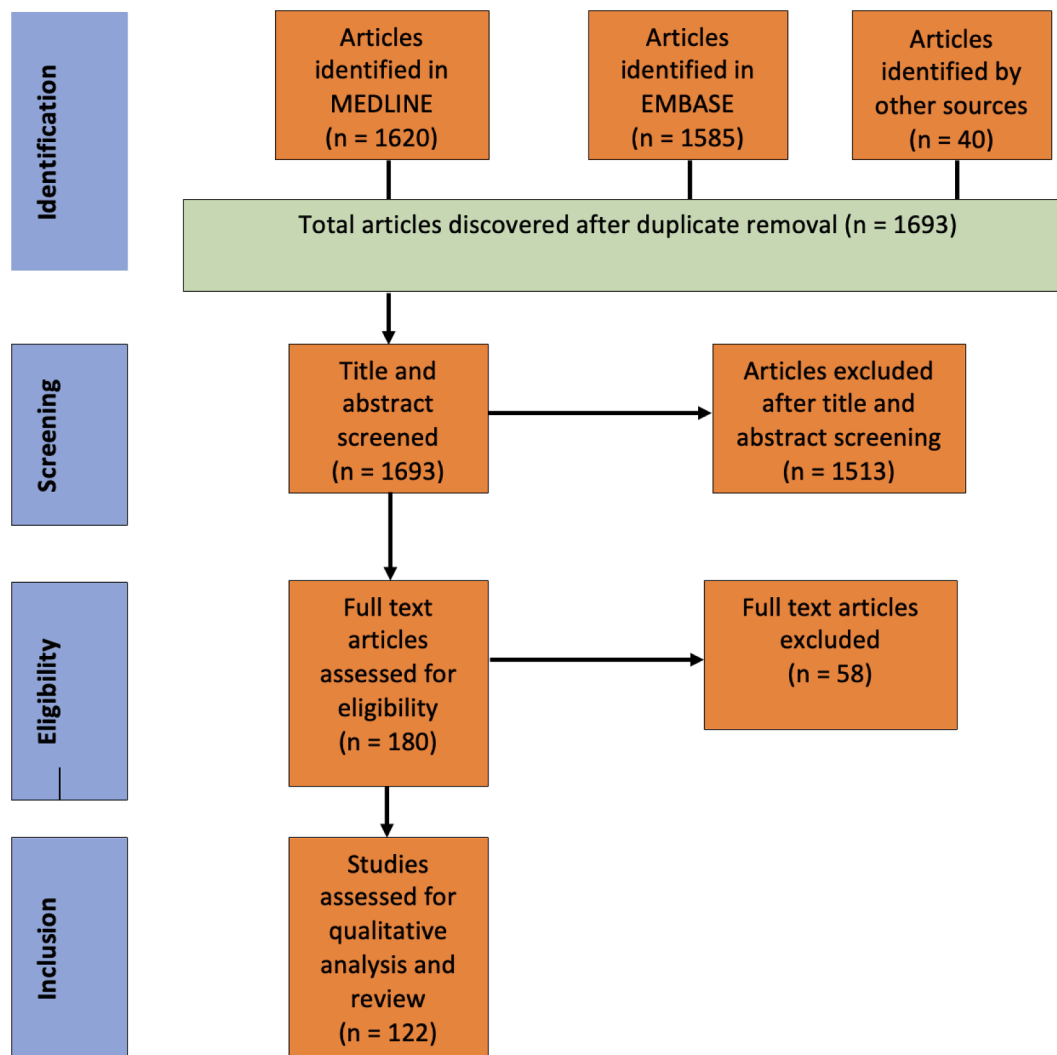 Identification
Articles
identified in
MEDLINE
(n = 1620)
Articles
identified in
EMBASE
(n = 1585)
Articles
identified by
other sources
(n = 40)
Total articles discovered after duplicate removal (n = 1693)
Screening
Title and
abstract
screened
(n = 1693)
Articles excluded
after title and
abstract screening
(n = 1513)
Eligibility
Full text
articles
assessed for
eligibility
(n = 180)
Full text articles
excluded
(n = 58)
Inclusion
Studies
assessed for
qualitative
analysis and
review
(n = 122)